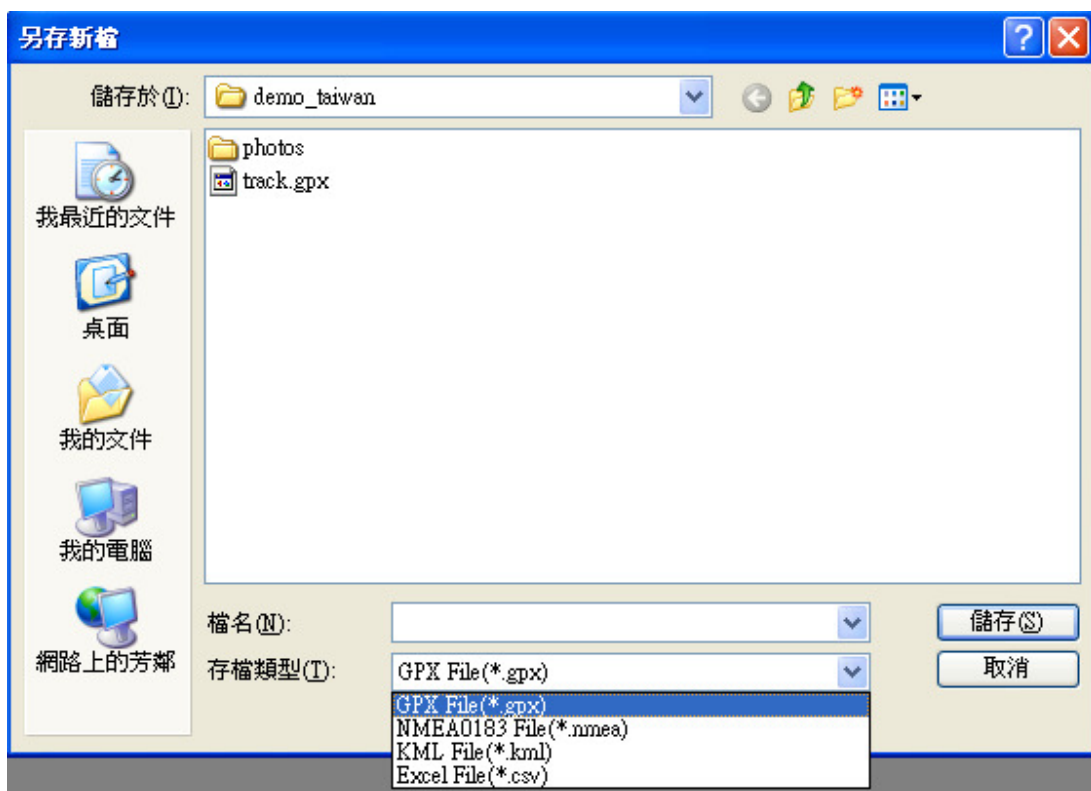 另存新檔
儲存於(I):
demo_taiwan
photos
track.gpx
我最近的文件
桌面
我的文件
我的電腦
網路上的芳鄰
檔名(N):
儲存(S)
存檔類型(T):
GPX File(*.gpx)
取消
GPX File(*.gpx)
NMEA0183 File(*.nmea)
KML File(*.kml)
Excel File(*.csv)